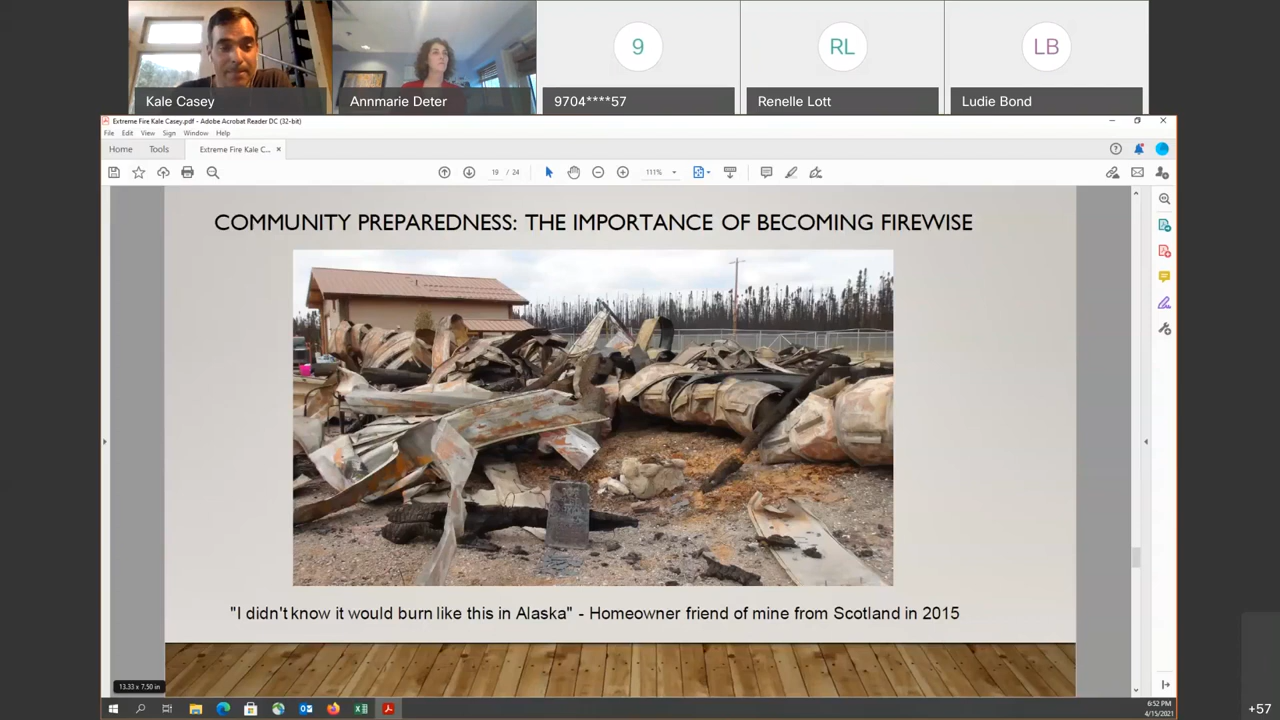 9
RL
LB
Kale Casey
Annmarie Deter
9704****57
Renelle Lott
Ludie Bond
Extreme Fire Kale Casey.pdf - Adobe Acrobat Reader DC (32-bit)
File Edit View Sign Window Help
Home Tools Extreme Fire Kale C... ×
19 / 24 111%
COMMUNITY PREPAREDNESS: THE IMPORTANCE OF BECOMING FIREWISE
"I didn't know it would burn like this in Alaska" - Homeowner friend of mine from Scotland in 2015
13.33 x 7.50 in
6:52 PM
4/15/2021
+57